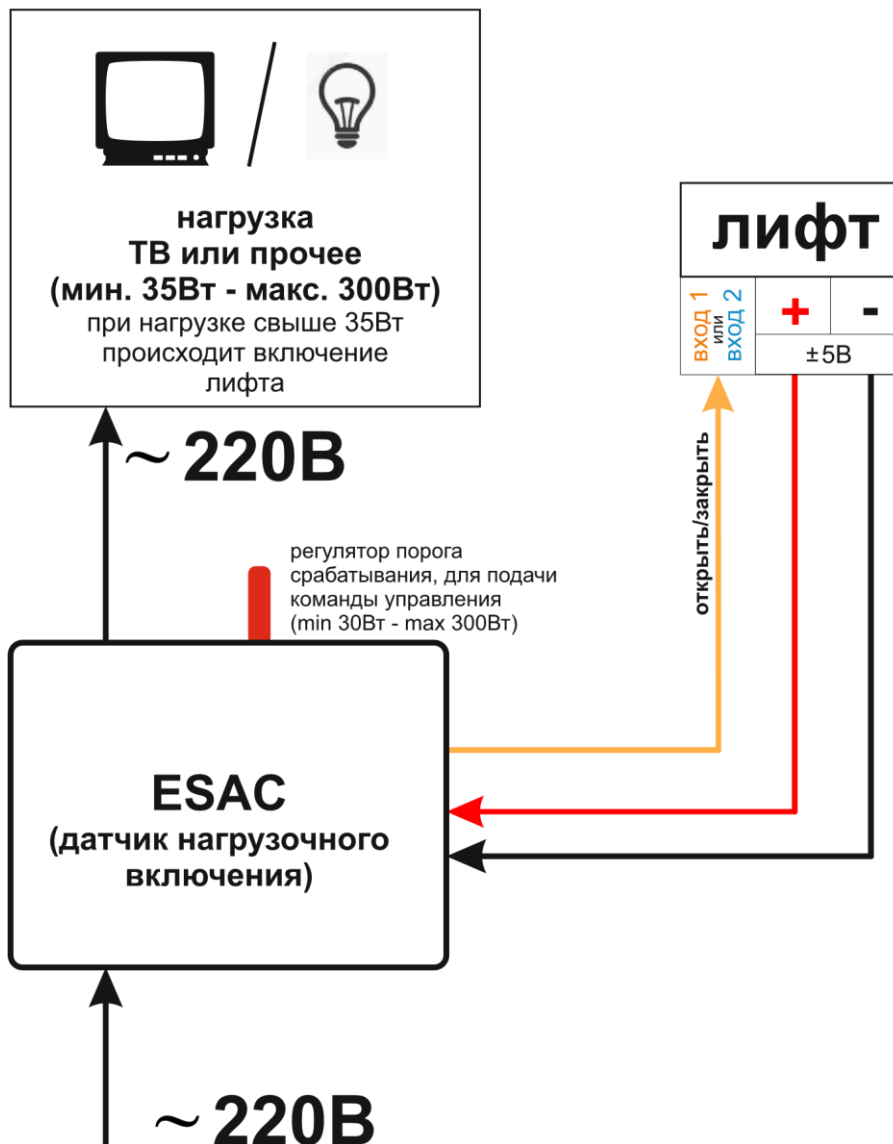 нагрузка
ТВ или прочее
(мин. 35Вт - макс. 300Вт)
при нагрузке свыше 35Вт
происходит включение
лифта
~ 220В
лифт
вход 1
или
вход 2
+
-
±5В
открыть/закрыть
регулятор порога
срабатывания, для подачи
команды управления
(min 30Вт - max 300Вт)
ESAC
(датчик нагрузочного
включения)
~ 220В